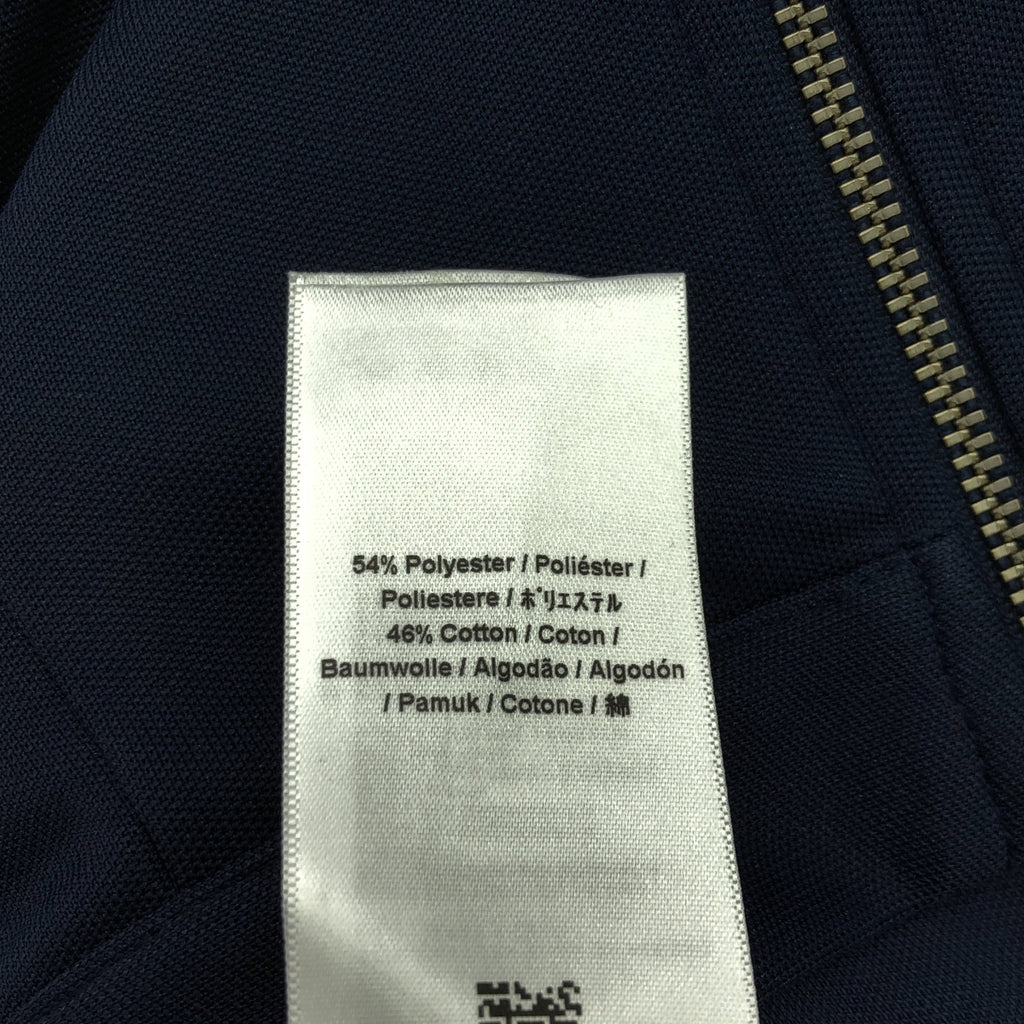 54% Polyester / Poliéster /
Poliestere / ポリエステル
46% Cotton / Coton /
Baumwolle / Algodão / Algodón
/ Pamuk / Cotone / 綿